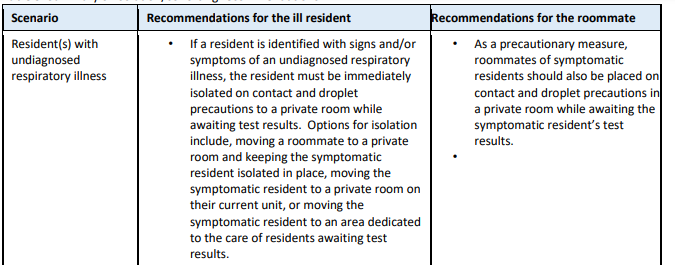 Scenario
Recommendations for the ill resident
Recommendations for the roommate
Resident(s) with
undiagnosed
respiratory illness
• If a resident is identified with signs and/or
symptoms of an undiagnosed respiratory
illness, the resident must be immediately
isolated on contact and droplet
precautions to a private room while
awaiting test results.  Options for isolation
include, moving a roommate to a private
room and keeping the symptomatic
resident isolated in place, moving the
symptomatic resident to a private room on
their current unit, or moving the
symptomatic resident to an area dedicated
to the care of residents awaiting test
results.
• As a precautionary measure,
roommates of symptomatic
residents should also be placed on
contact and droplet precautions in
a private room while awaiting the
symptomatic resident's test
results.
•